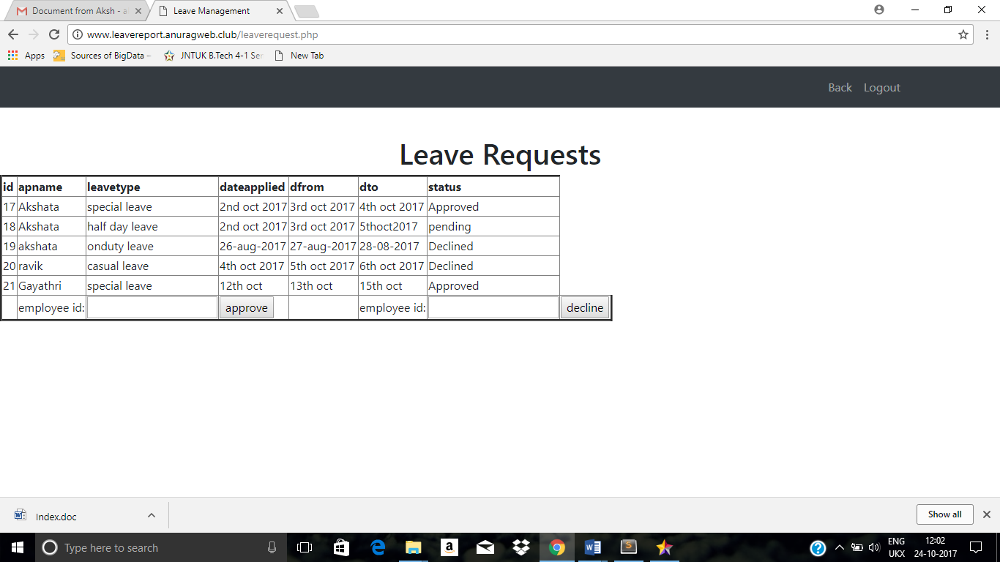 Document from Aksh - a
Leave Management
www.leavereport.anuragweb.club/leaverequest.php
Apps Sources of BigData – JNTUK B.Tech 4-1 Ser New Tab
Back Logout
Leave Requests
id apname leavetype dateapplied dfrom dto status
17 Akshata special leave 2nd oct 2017 3rd oct 2017 4th oct 2017 Approved
18 Akshata half day leave 2nd oct 2017 3rd oct 2017 5thoct2017 pending
19 akshata onduty leave 26-aug-2017 27-aug-2017 28-08-2017 Declined
20 ravik casual leave 4th oct 2017 5th oct 2017 6th oct 2017 Declined
21 Gayathri special leave 12th oct 13th oct 15th oct Approved
employee id: approve employee id: decline
Index.doc Show all
Type here to search
ENG 12:02
UKX 24-10-2017